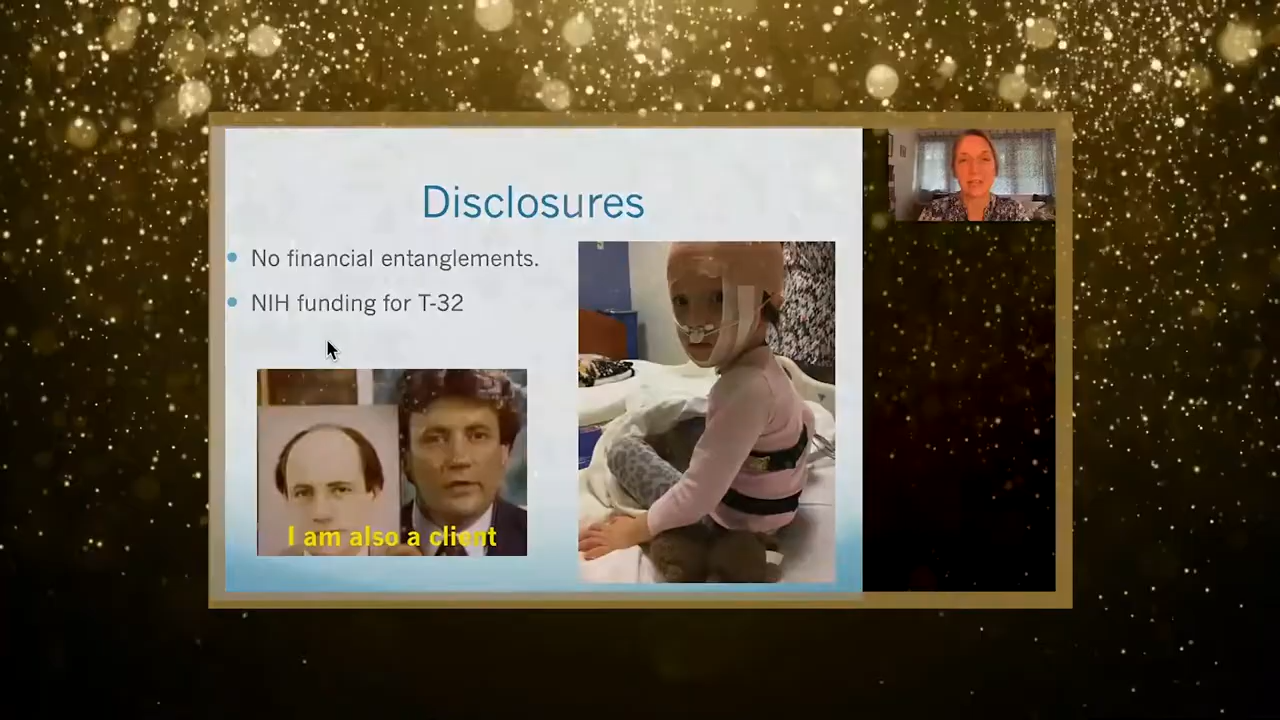 Disclosures
No financial entanglements.
NIH funding for T-32
I am also a client